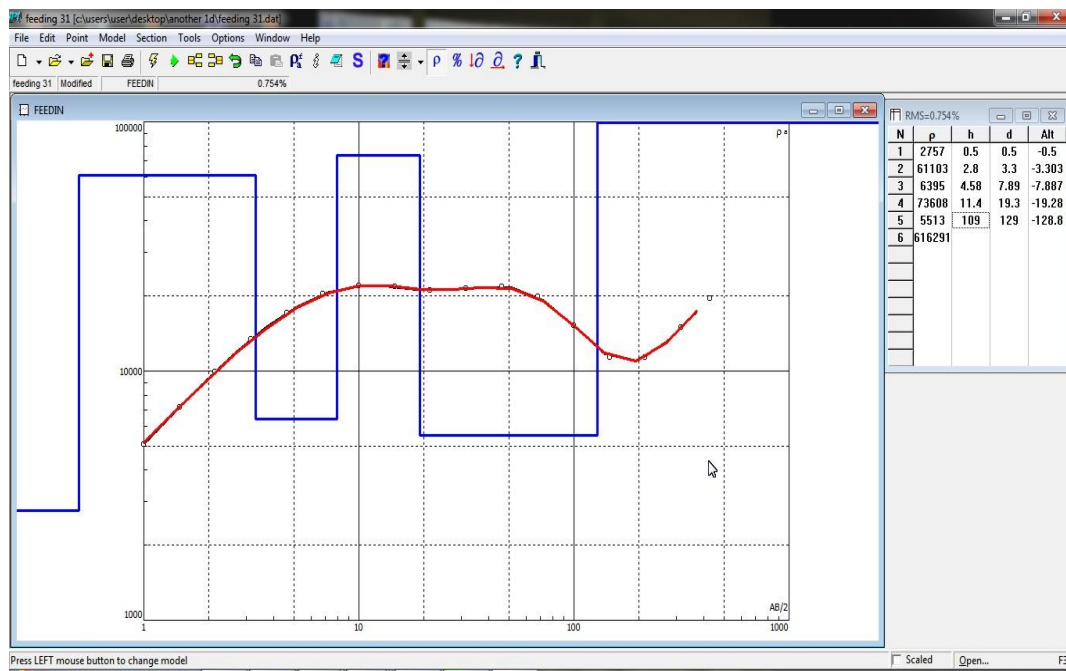 feeding 31 [c:\users\user\desktop\another 1d\feeding 31.dat]
File Edit Point Model Section Tools Options Window Help
ρ % ?
feeding 31 Modified FEEDIN 0.754%
FEEDIN
RMS=0.754%
N ρ h d Alt
1 2757 0.5 0.5 -0.5
2 61103 2.8 3.3 -3.303
3 6395 4.58 7.89 -7.887
4 73608 11.4 19.3 -19.28
5 5513 109 129 -128.8
6 616291
100000
ρa
10000
1000
AB/2
1 10 100 1000
Press LEFT mouse button to change model
Scaled Open...